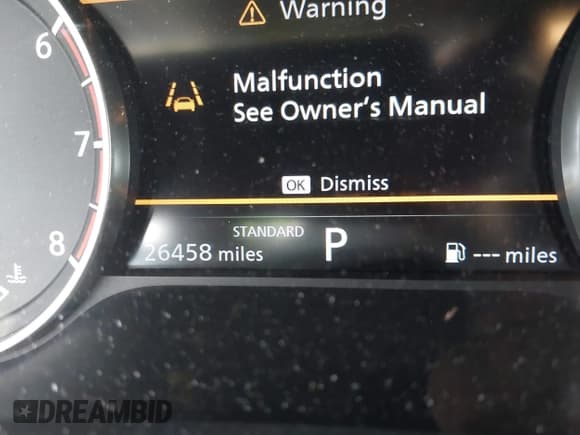 Warning
Malfunction
See Owner's Manual
OK Dismiss
6
7
8
STANDARD
26458 miles P --- miles
DREAMBID